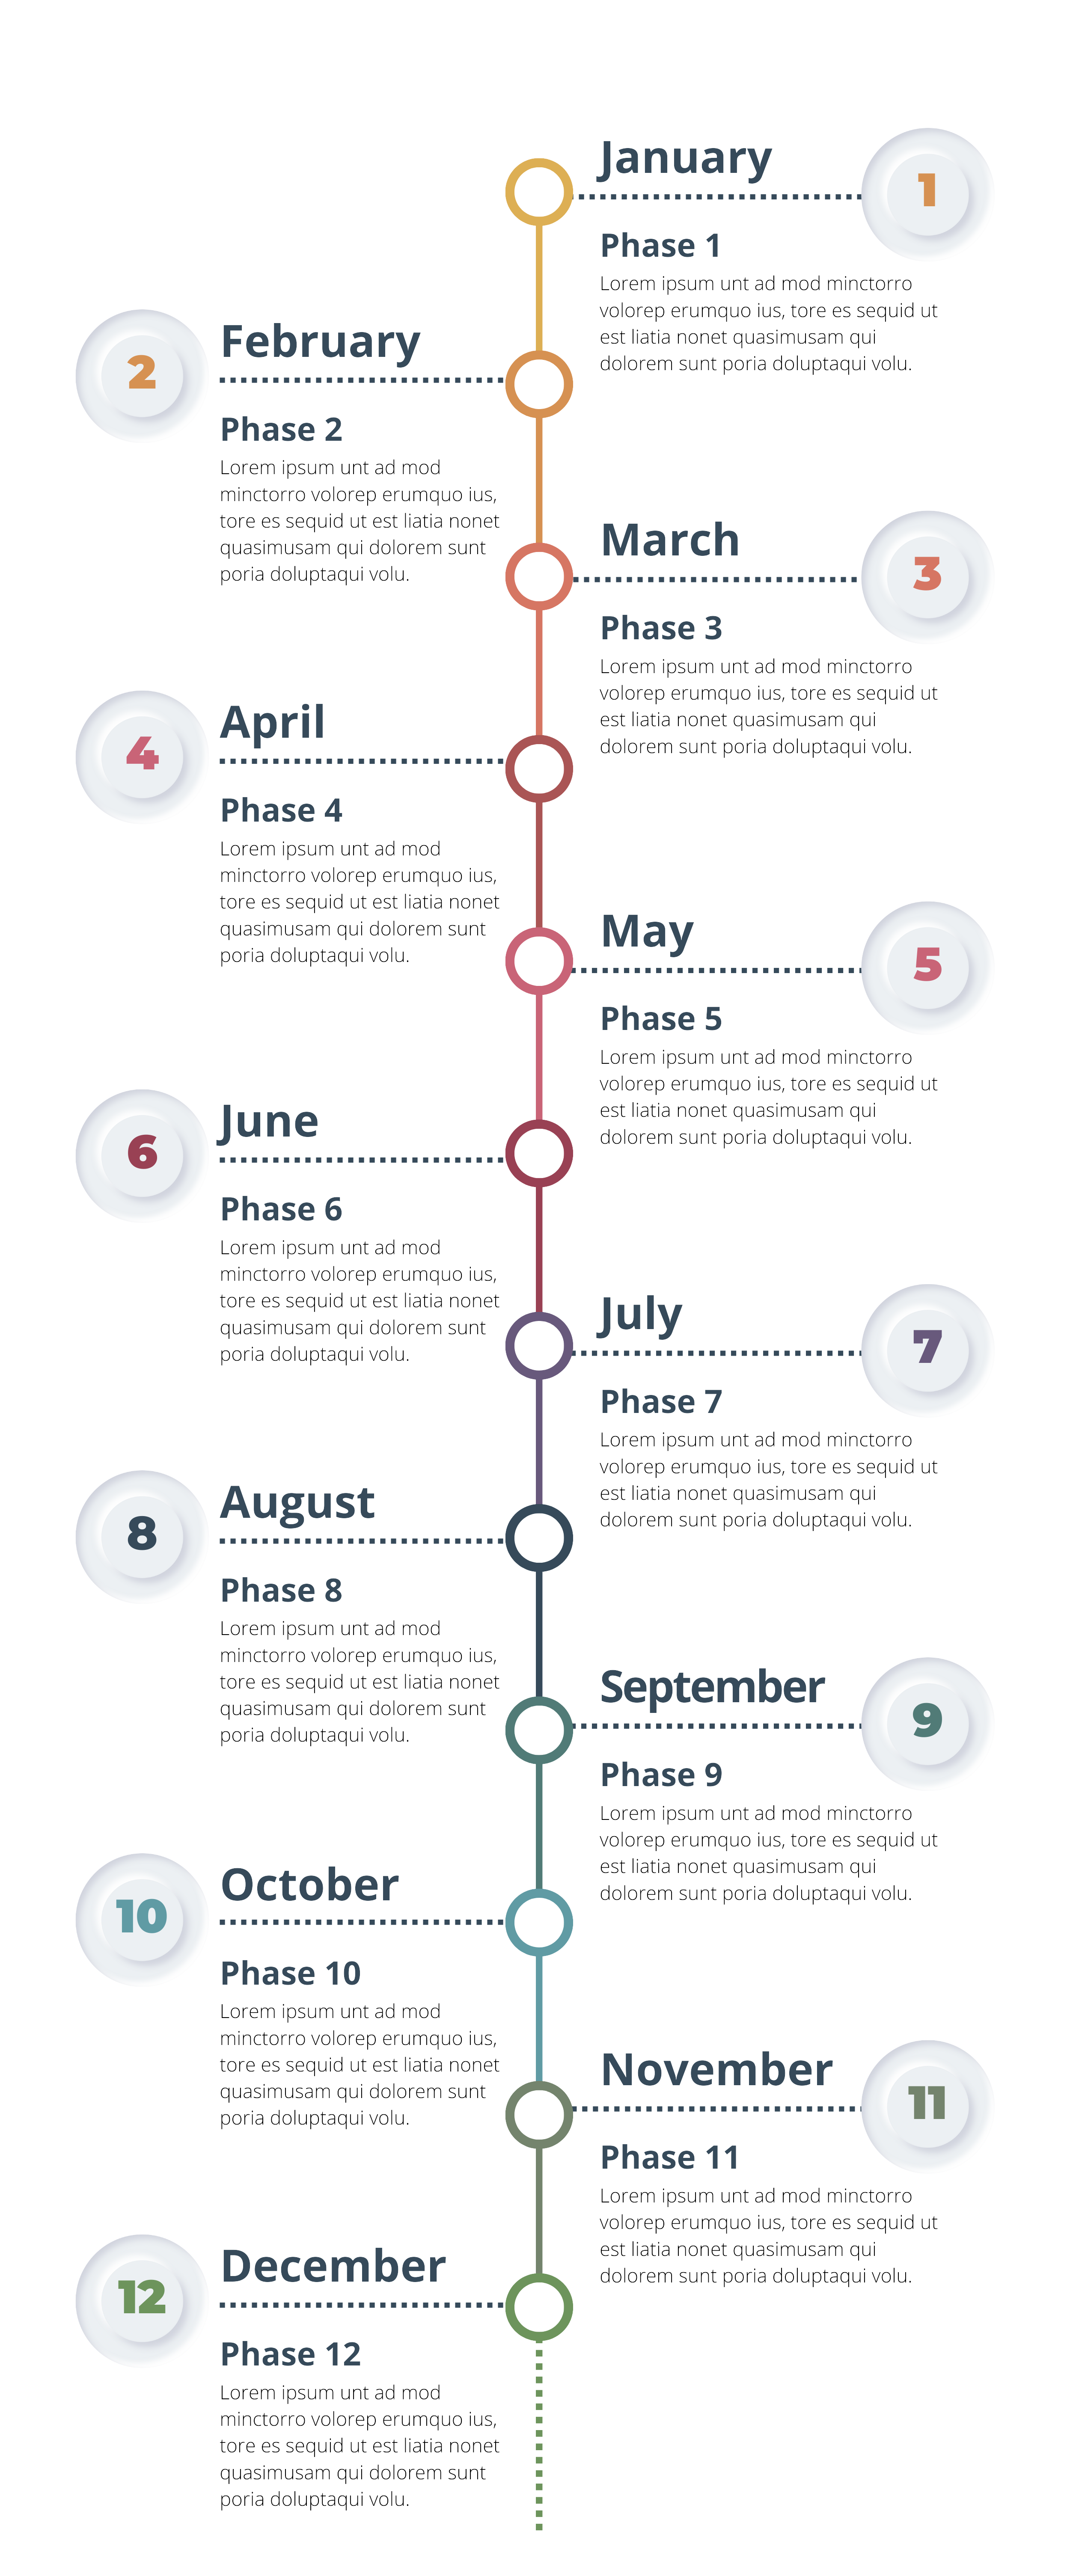 January
1
Phase 1
Lorem ipsum unt ad mod minctorro
volorep erumquo ius, tore es sequid ut
est liatia nonet quasimusam qui
dolorem sunt poria doluptaqui volu.
2
February
Phase 2
Lorem ipsum unt ad mod
minctorro volorep erumquo ius,
tore es sequid ut est liatia nonet
quasimusam qui dolorem sunt
poria doluptaqui volu.
March
3
Phase 3
Lorem ipsum unt ad mod minctorro
volorep erumquo ius, tore es sequid ut
est liatia nonet quasimusam qui
dolorem sunt poria doluptaqui volu.
4
April
Phase 4
Lorem ipsum unt ad mod
minctorro volorep erumquo ius,
tore es sequid ut est liatia nonet
quasimusam qui dolorem sunt
poria doluptaqui volu.
May
5
Phase 5
Lorem ipsum unt ad mod minctorro
volorep erumquo ius, tore es sequid ut
est liatia nonet quasimusam qui
dolorem sunt poria doluptaqui volu.
6
June
Phase 6
Lorem ipsum unt ad mod
minctorro volorep erumquo ius,
tore es sequid ut est liatia nonet
quasimusam qui dolorem sunt
poria doluptaqui volu.
July
7
Phase 7
Lorem ipsum unt ad mod minctorro
volorep erumquo ius, tore es sequid ut
est liatia nonet quasimusam qui
dolorem sunt poria doluptaqui volu.
8
August
Phase 8
Lorem ipsum unt ad mod
minctorro volorep erumquo ius,
tore es sequid ut est liatia nonet
quasimusam qui dolorem sunt
poria doluptaqui volu.
September
9
Phase 9
Lorem ipsum unt ad mod minctorro
volorep erumquo ius, tore es sequid ut
est liatia nonet quasimusam qui
dolorem sunt poria doluptaqui volu.
10
October
Phase 10
Lorem ipsum unt ad mod
minctorro volorep erumquo ius,
tore es sequid ut est liatia nonet
quasimusam qui dolorem sunt
poria doluptaqui volu.
November
11
Phase 11
Lorem ipsum unt ad mod minctorro
volorep erumquo ius, tore es sequid ut
est liatia nonet quasimusam qui
dolorem sunt poria doluptaqui volu.
12
December
Phase 12
Lorem ipsum unt ad mod
minctorro volorep erumquo ius,
tore es sequid ut est liatia nonet
quasimusam qui dolorem sunt
poria doluptaqui volu.